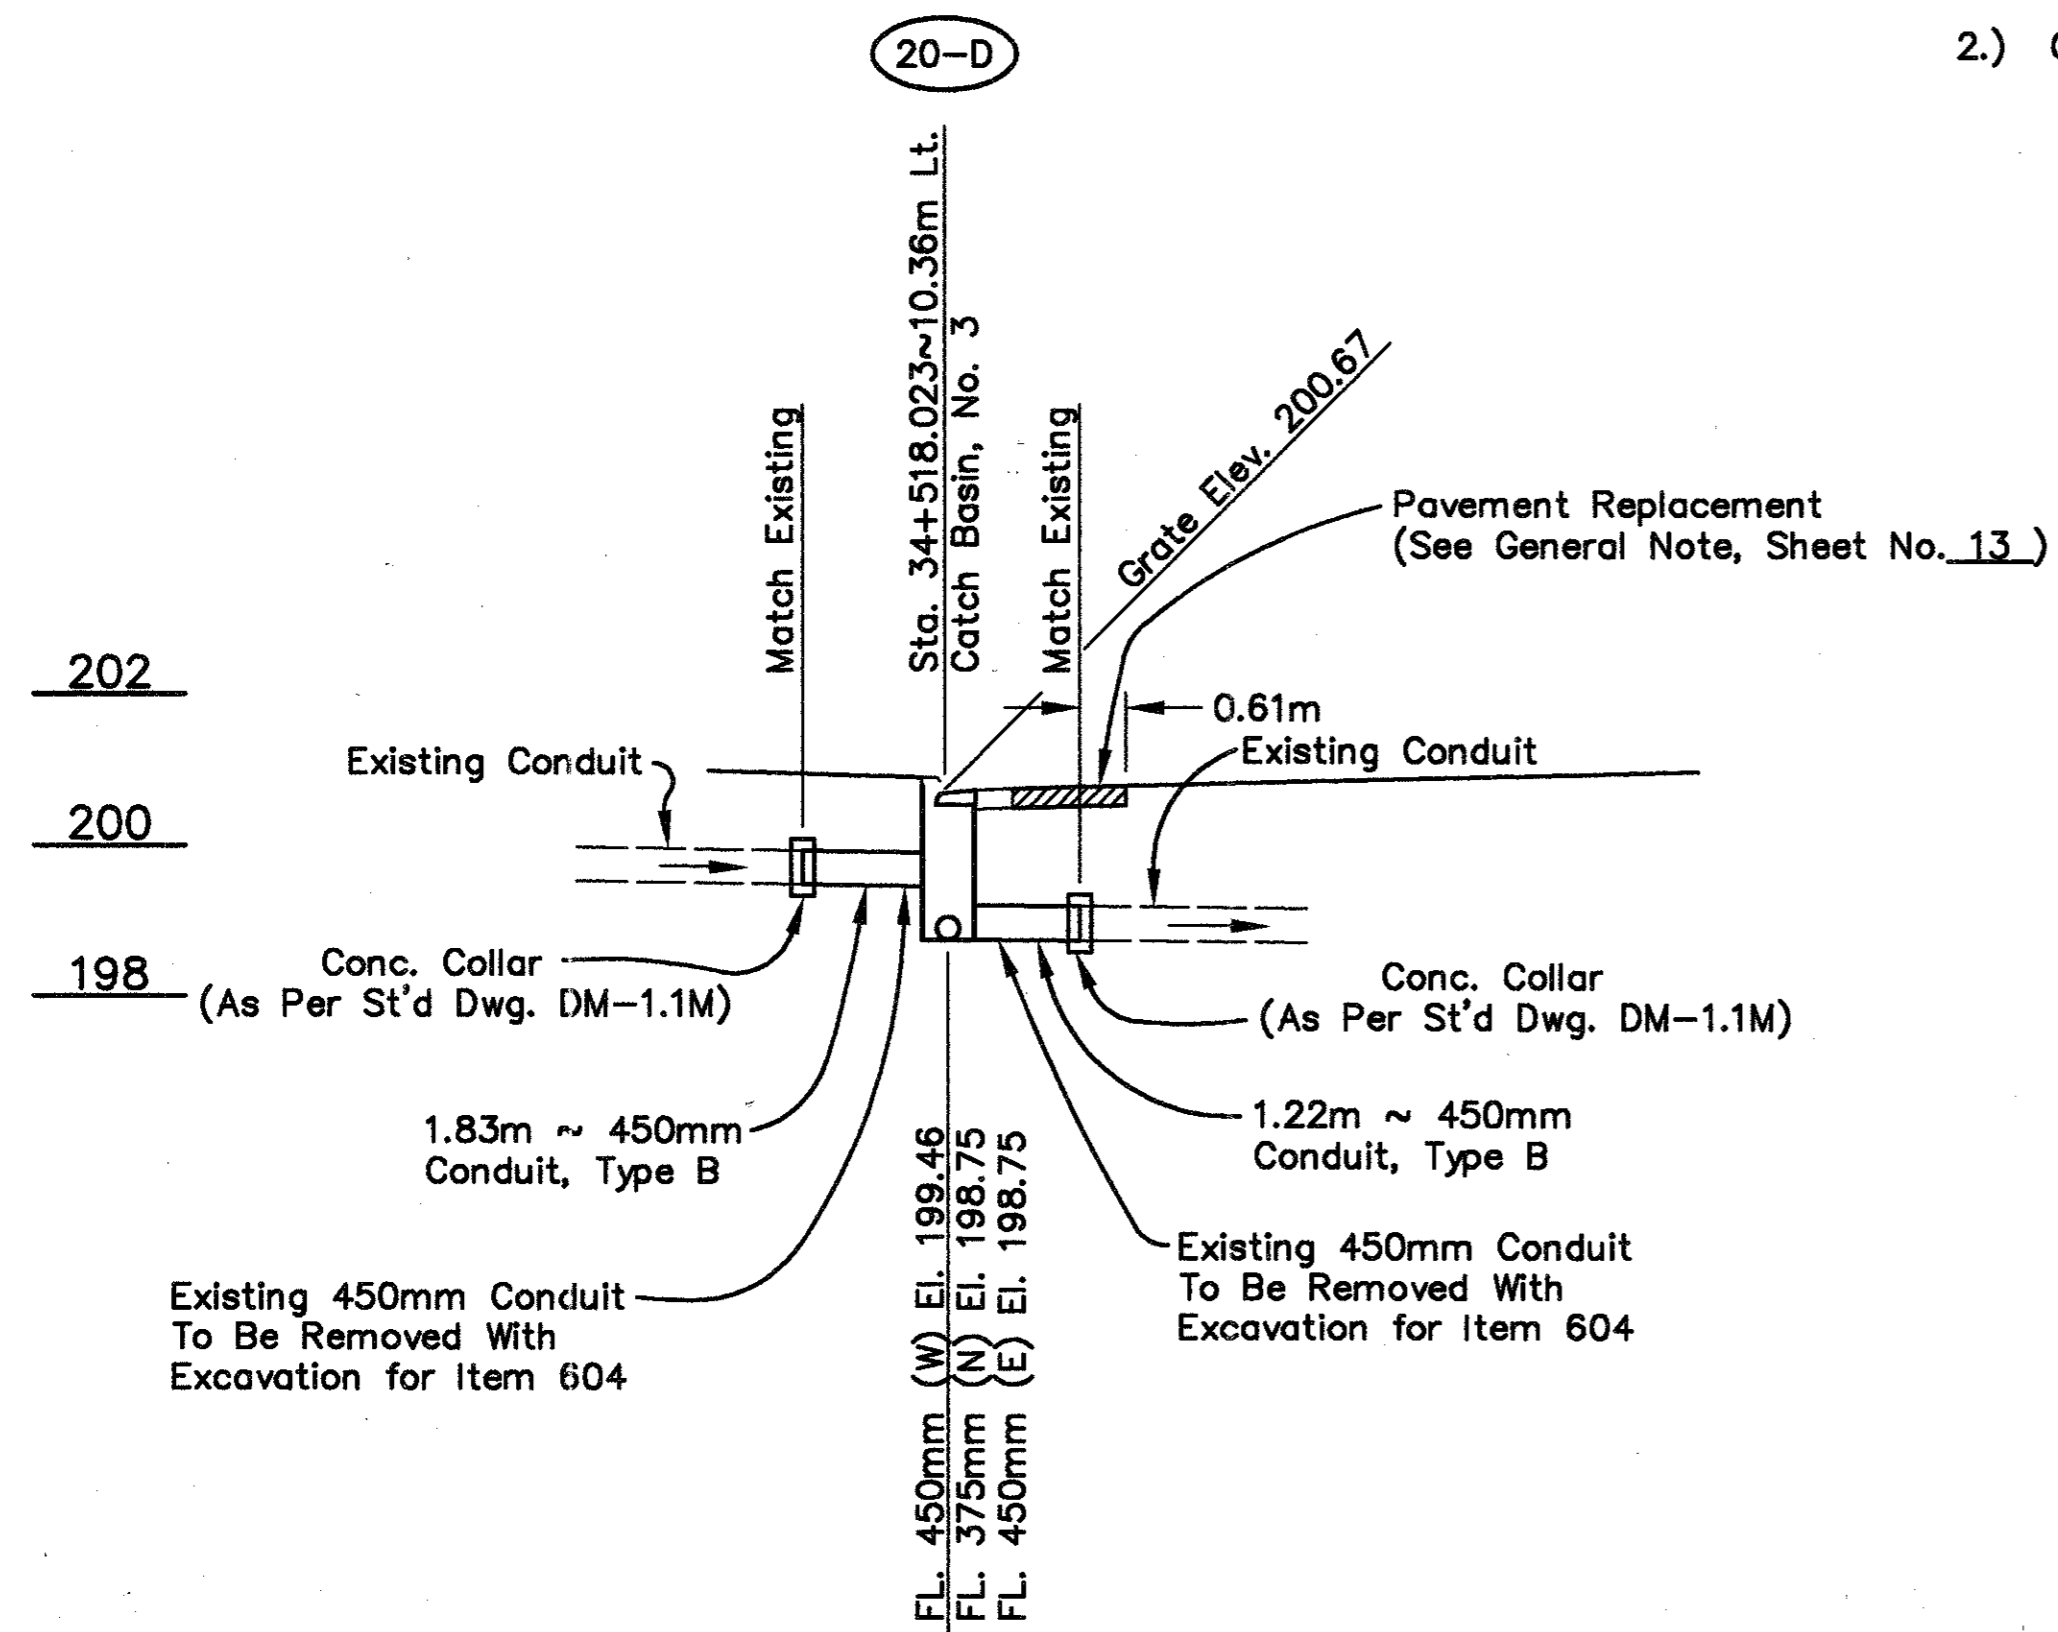 20-D
2.)
Sta. 34+518.023~10.36m Lt.
Catch Basin, No. 3
Match Existing
Match Existing
Grate Elev. 200.67
Pavement Replacement
(See General Note, Sheet No. 13 )
202
0.61m
Existing Conduit
Existing Conduit
200
198
Conc. Collar
(As Per St'd Dwg. DM-1.1M)
Conc. Collar
(As Per St'd Dwg. DM-1.1M)
1.83m ~ 450mm
Conduit, Type B
1.22m ~ 450mm
Conduit, Type B
Existing 450mm Conduit
To Be Removed With
Excavation for Item 604
Existing 450mm Conduit
To Be Removed With
Excavation for Item 604
FL. 450mm (W) El. 199.46
FL. 375mm (N) El. 198.75
FL. 450mm (E) El. 198.75